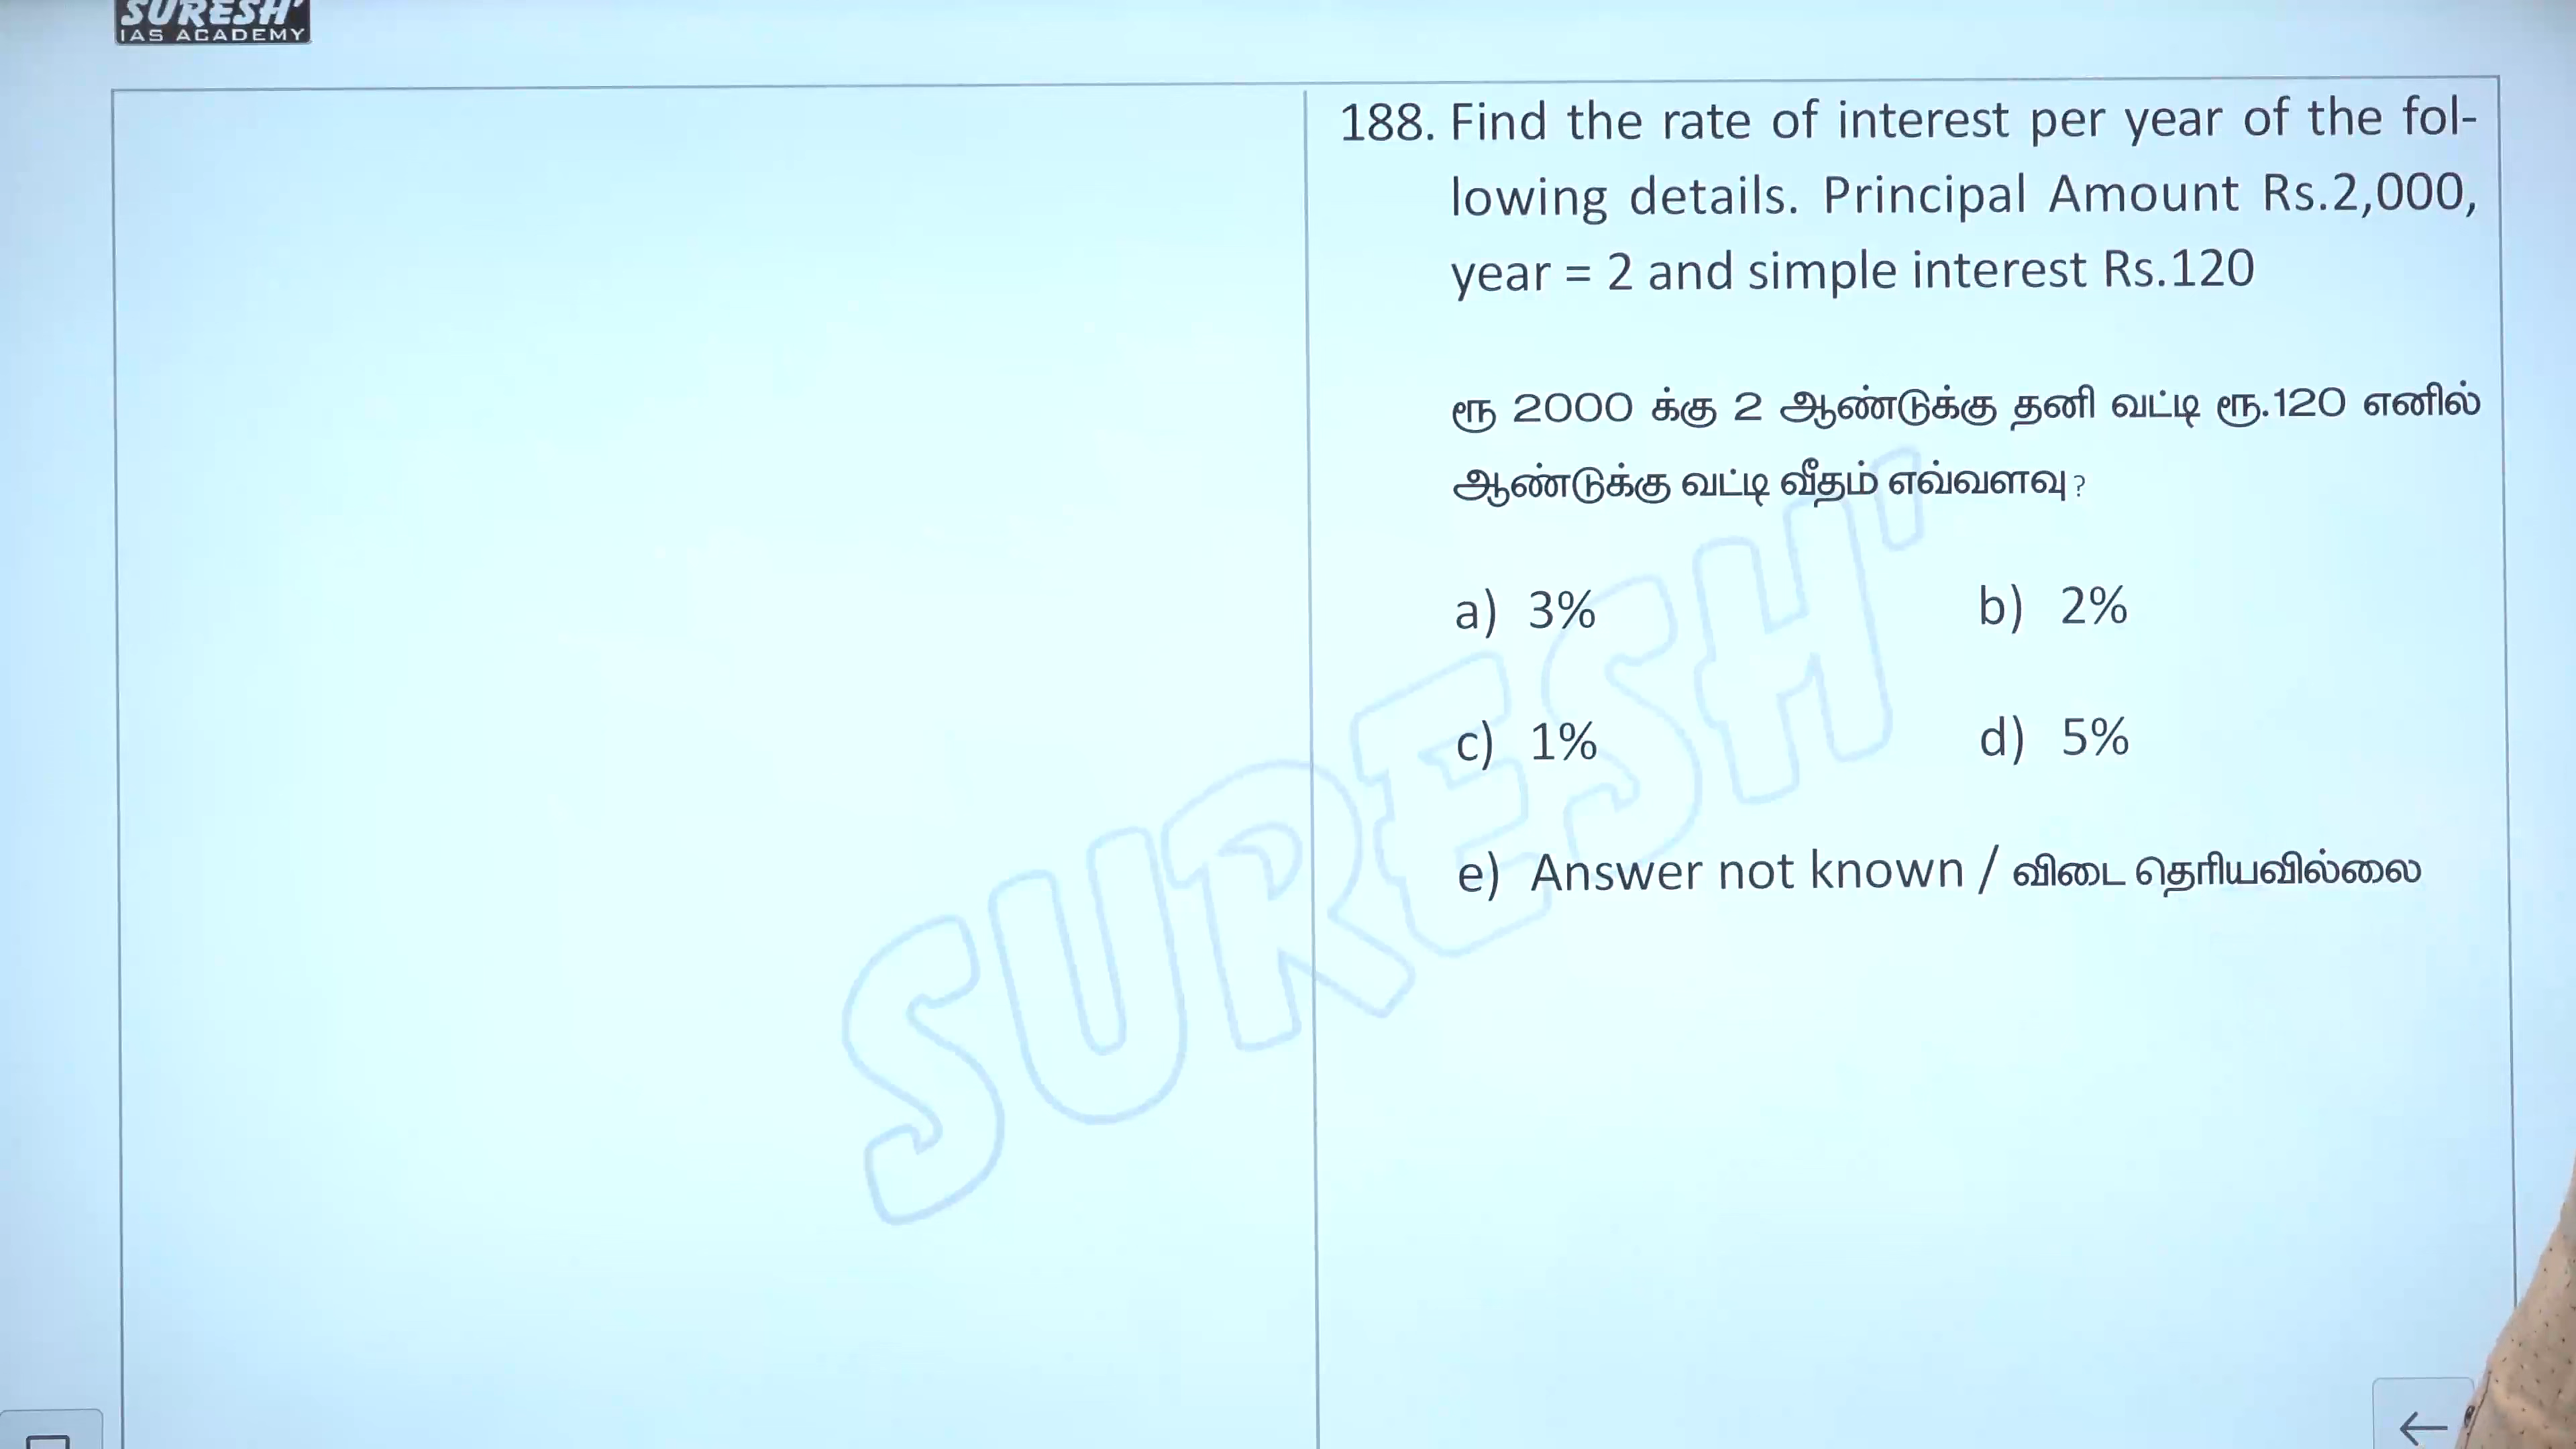 SURESH'
IAS ACADEMY
188. Find the rate of interest per year of the fol-
lowing details. Principal Amount Rs.2,000,
year = 2 and simple interest Rs.120
ரூ 2000 க்கு 2 ஆண்டுக்கு தனி வட்டி ரூ.120 எனில்
ஆண்டுக்கு வட்டி வீதம் எவ்வளவு?
a) 3% b) 2%
c) 1% d) 5%
e) Answer not known / விடை தெரியவில்லை
SURESH'